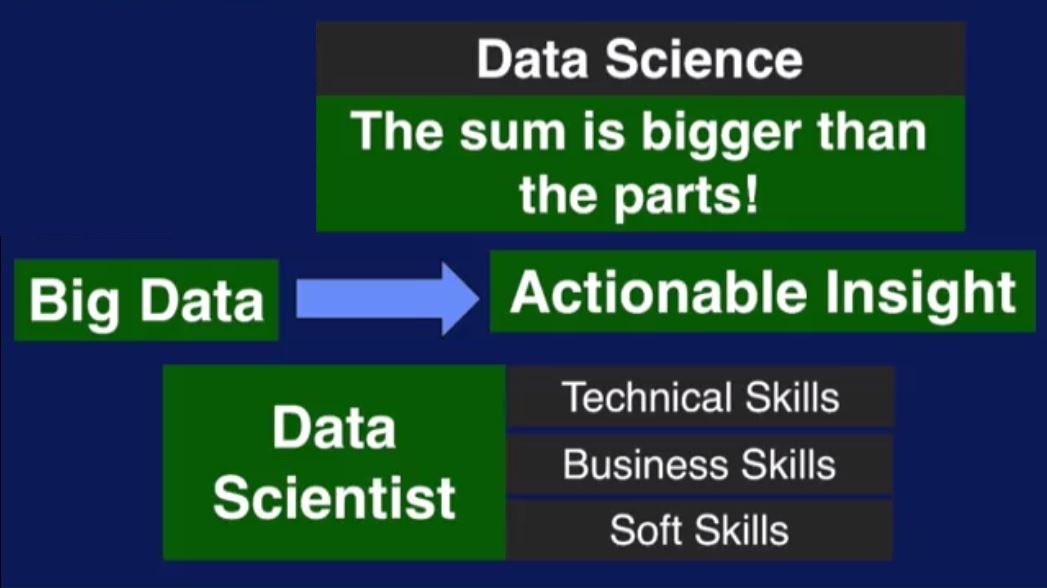 Data Science
The sum is bigger than
the parts!
Big Data
Actionable Insight
Data
Scientist
Technical Skills
Business Skills
Soft Skills